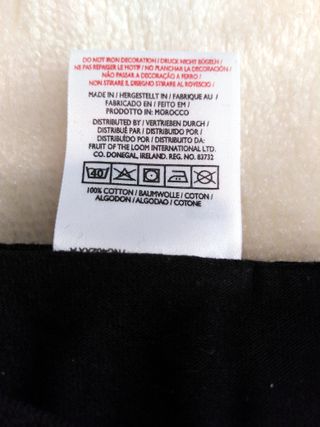 DO NOT IRON DECORATION / DRUCK NICHT BÜGELN /
NE PAS REPASSER LE MOTIF / NO PLANCHAR LA DECORACIÓN /
NÃO PASSAR A DECORAÇÃO A FERRO /
NON STIRARE IL DISEGNO STIRARE AL ROVESCIO /
MADE IN / HERGESTELLT IN / FABRIQUE AU /
FABRICADO EN / FEITO EM /
PRODOTTO IN: MOROCCO
DISTRIBUTED BY / VERTRIEBEN DURCH /
DISTRIBUÉ PAR / DISTRIBUIDO POR /
DISTRIBUÍDO POR / DISTRIBUITO DA:
FRUIT OF THE LOOM INTERNATIONAL LTD.
CO. DONEGAL, IRELAND. REG. NO. 83732
40
100% COTTON / BAUMWOLLE / COTON /
ALGODON / ALGODAO / COTONE